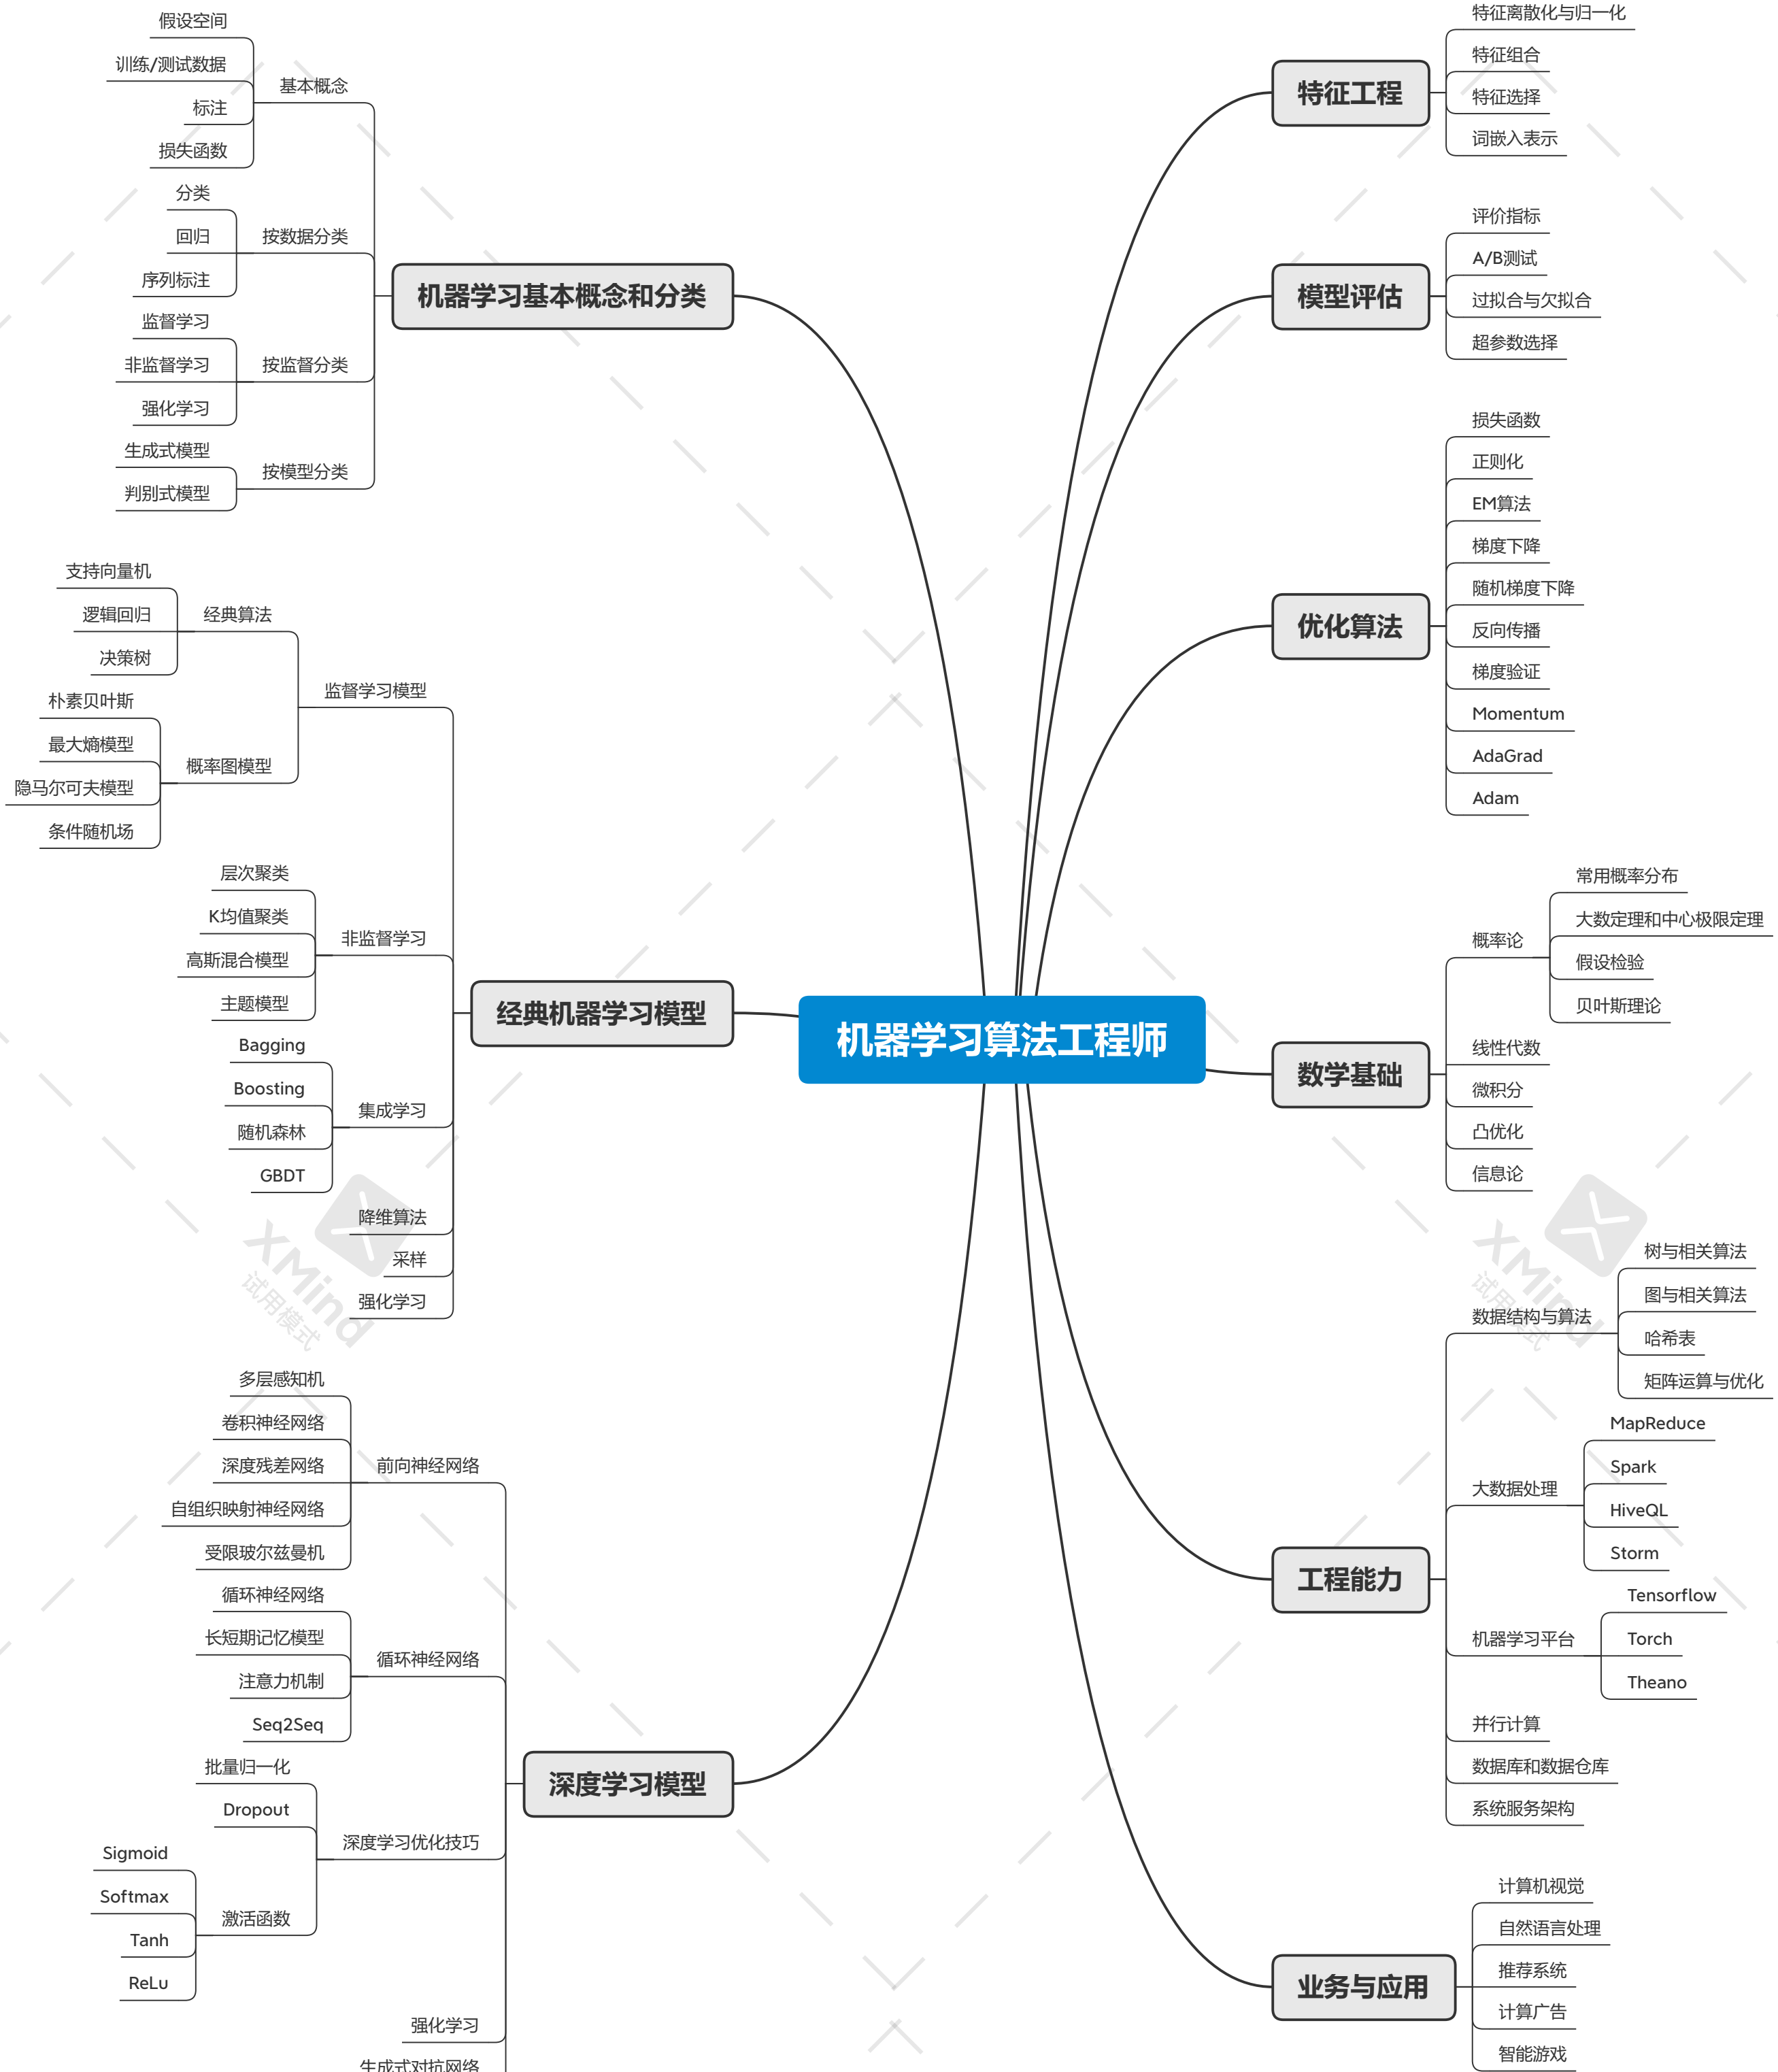 假设空间
训练/测试数据
标注
损失函数
基本概念
分类
回归
序列标注
按数据分类
监督学习
非监督学习
强化学习
按监督分类
生成式模型
判别式模型
按模型分类
机器学习基本概念和分类
支持向量机
逻辑回归
决策树
经典算法
朴素贝叶斯
最大熵模型
隐马尔可夫模型
条件随机场
概率图模型
监督学习模型
层次聚类
K均值聚类
高斯混合模型
主题模型
非监督学习
Bagging
Boosting
随机森林
GBDT
集成学习
降维算法
采样
强化学习
经典机器学习模型
多层感知机
卷积神经网络
深度残差网络
自组织映射神经网络
受限玻尔兹曼机
前向神经网络
循环神经网络
长短期记忆模型
注意力机制
Seq2Seq
循环神经网络
批量归一化
Dropout
Sigmoid
Softmax
Tanh
ReLu
激活函数
深度学习优化技巧
强化学习
生成式对抗网络
深度学习模型
机器学习算法工程师
特征工程
特征离散化与归一化
特征组合
特征选择
词嵌入表示
模型评估
评价指标
A/B测试
过拟合与欠拟合
超参数选择
优化算法
损失函数
正则化
EM算法
梯度下降
随机梯度下降
反向传播
梯度验证
Momentum
AdaGrad
Adam
数学基础
概率论
常用概率分布
大数定理和中心极限定理
假设检验
贝叶斯理论
线性代数
微积分
凸优化
信息论
工程能力
数据结构与算法
树与相关算法
图与相关算法
哈希表
矩阵运算与优化
大数据处理
MapReduce
Spark
HiveQL
Storm
机器学习平台
Tensorflow
Torch
Theano
并行计算
数据库和数据仓库
系统服务架构
业务与应用
计算机视觉
自然语言处理
推荐系统
计算广告
智能游戏
XMind
试用模式
XMind
试用模式